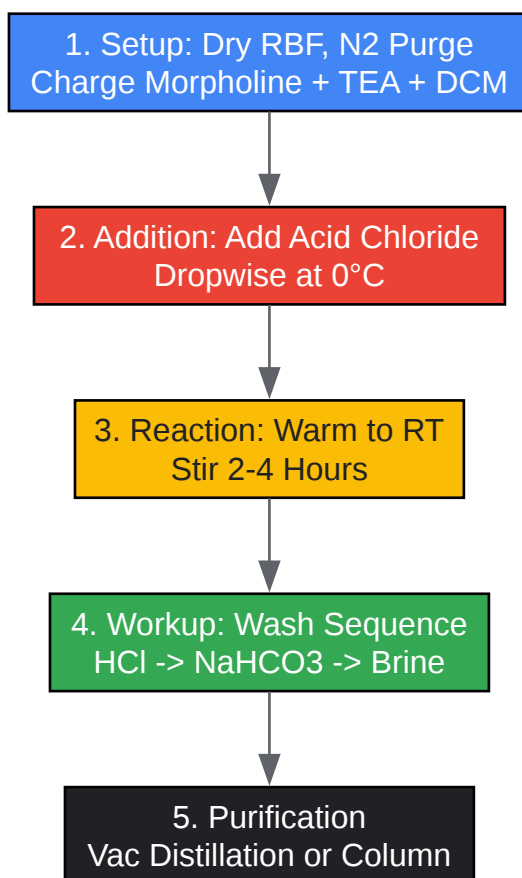 1. Setup: Dry RBF, N2 Purge
Charge Morpholine + TEA + DCM
2. Addition: Add Acid Chloride
Dropwise at 0°C
3. Reaction: Warm to RT
Stir 2-4 Hours
4. Workup: Wash Sequence
HCl -> NaHCO3 -> Brine
5. Purification
Vac Distillation or Column